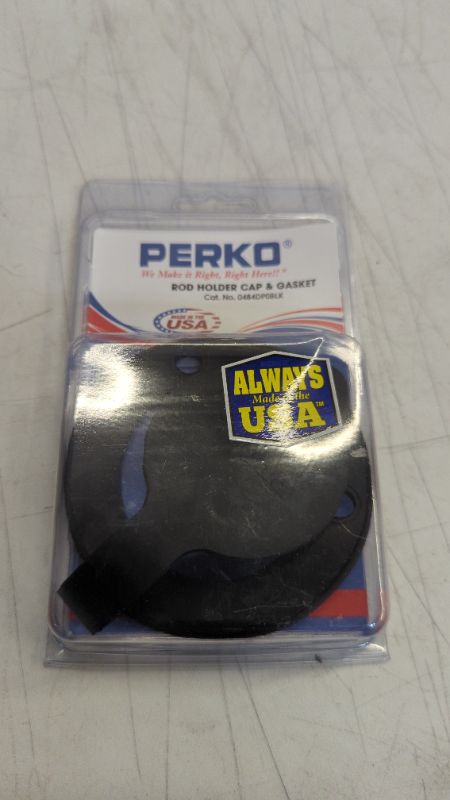 PERKO®
We Make it Right, Right Here!!®
ROD HOLDER CAP & GASKET
Cat. No. 0484DP0BLK
MADE IN THE
USA
ALWAYS
Made in the
USA™